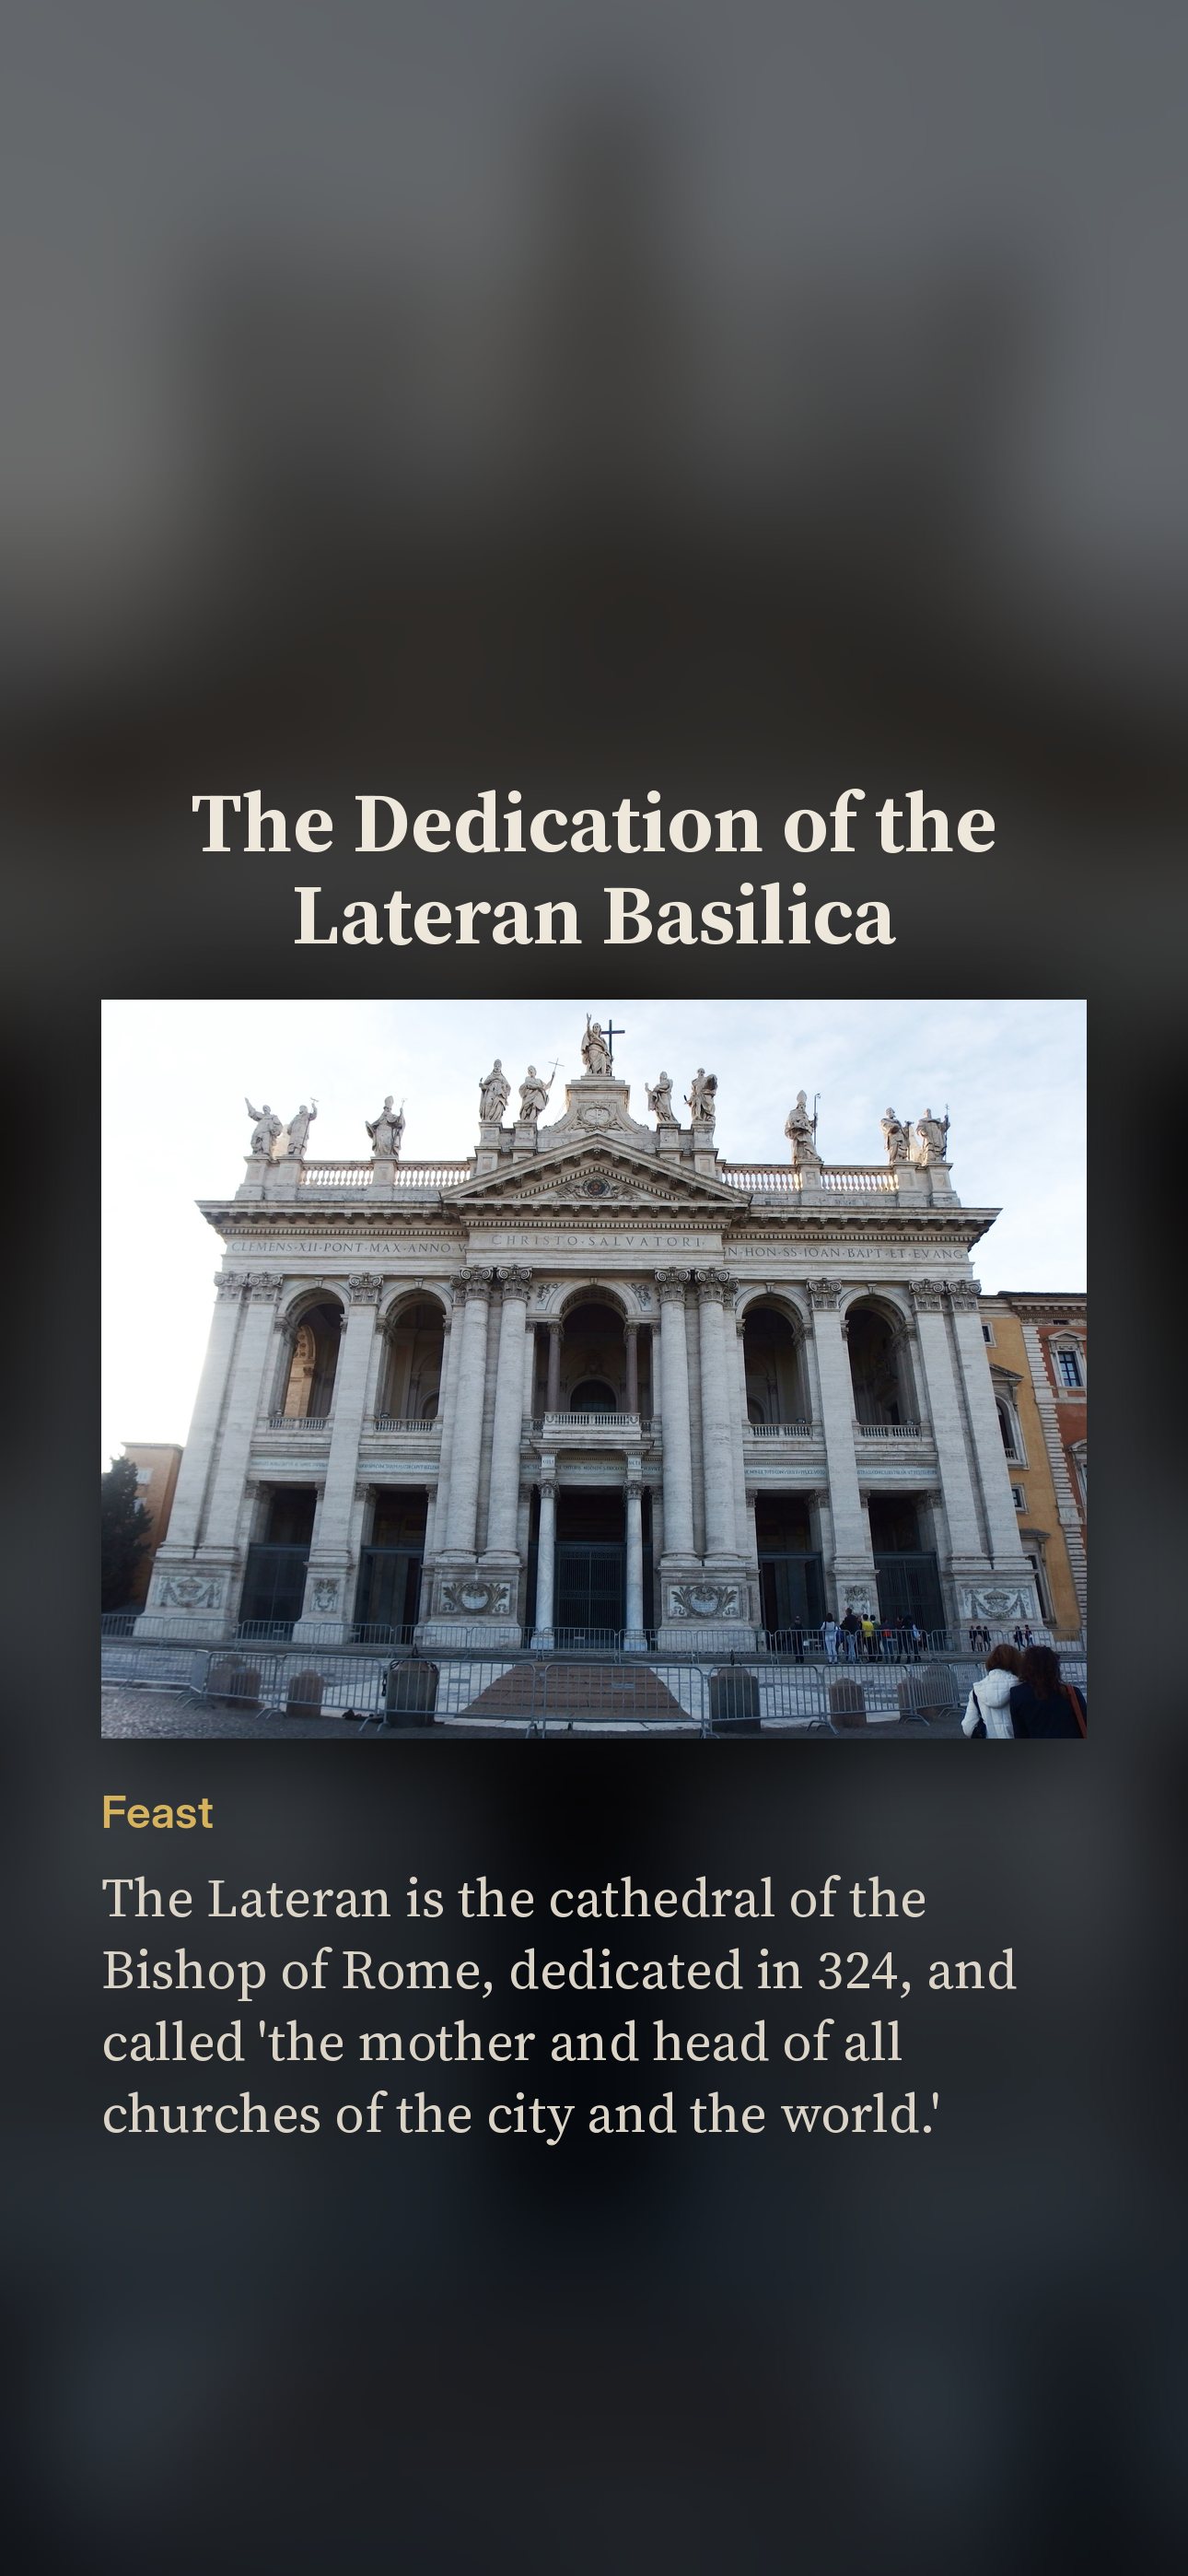 The Dedication of the
Lateran Basilica
CLEMENS·XII·PONT·MAX·ANNO·V
CHRISTO·SALVATORI
N·HON·SS·IOAN·BAPT·ET·EVANG
Feast
The Lateran is the cathedral of the
Bishop of Rome, dedicated in 324, and
called 'the mother and head of all
churches of the city and the world.'